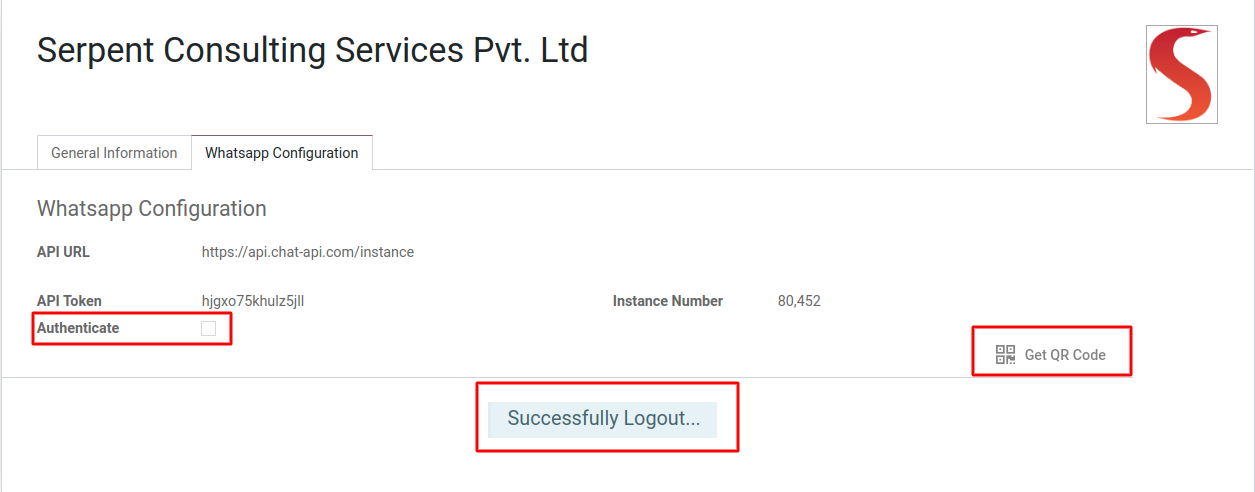 Serpent Consulting Services Pvt. Ltd
General Information Whatsapp Configuration
Whatsapp Configuration
API URL https://api.chat-api.com/instance
API Token hjgxo75khulz5jll Instance Number 80,452
Authenticate
Get QR Code
Successfully Logout...